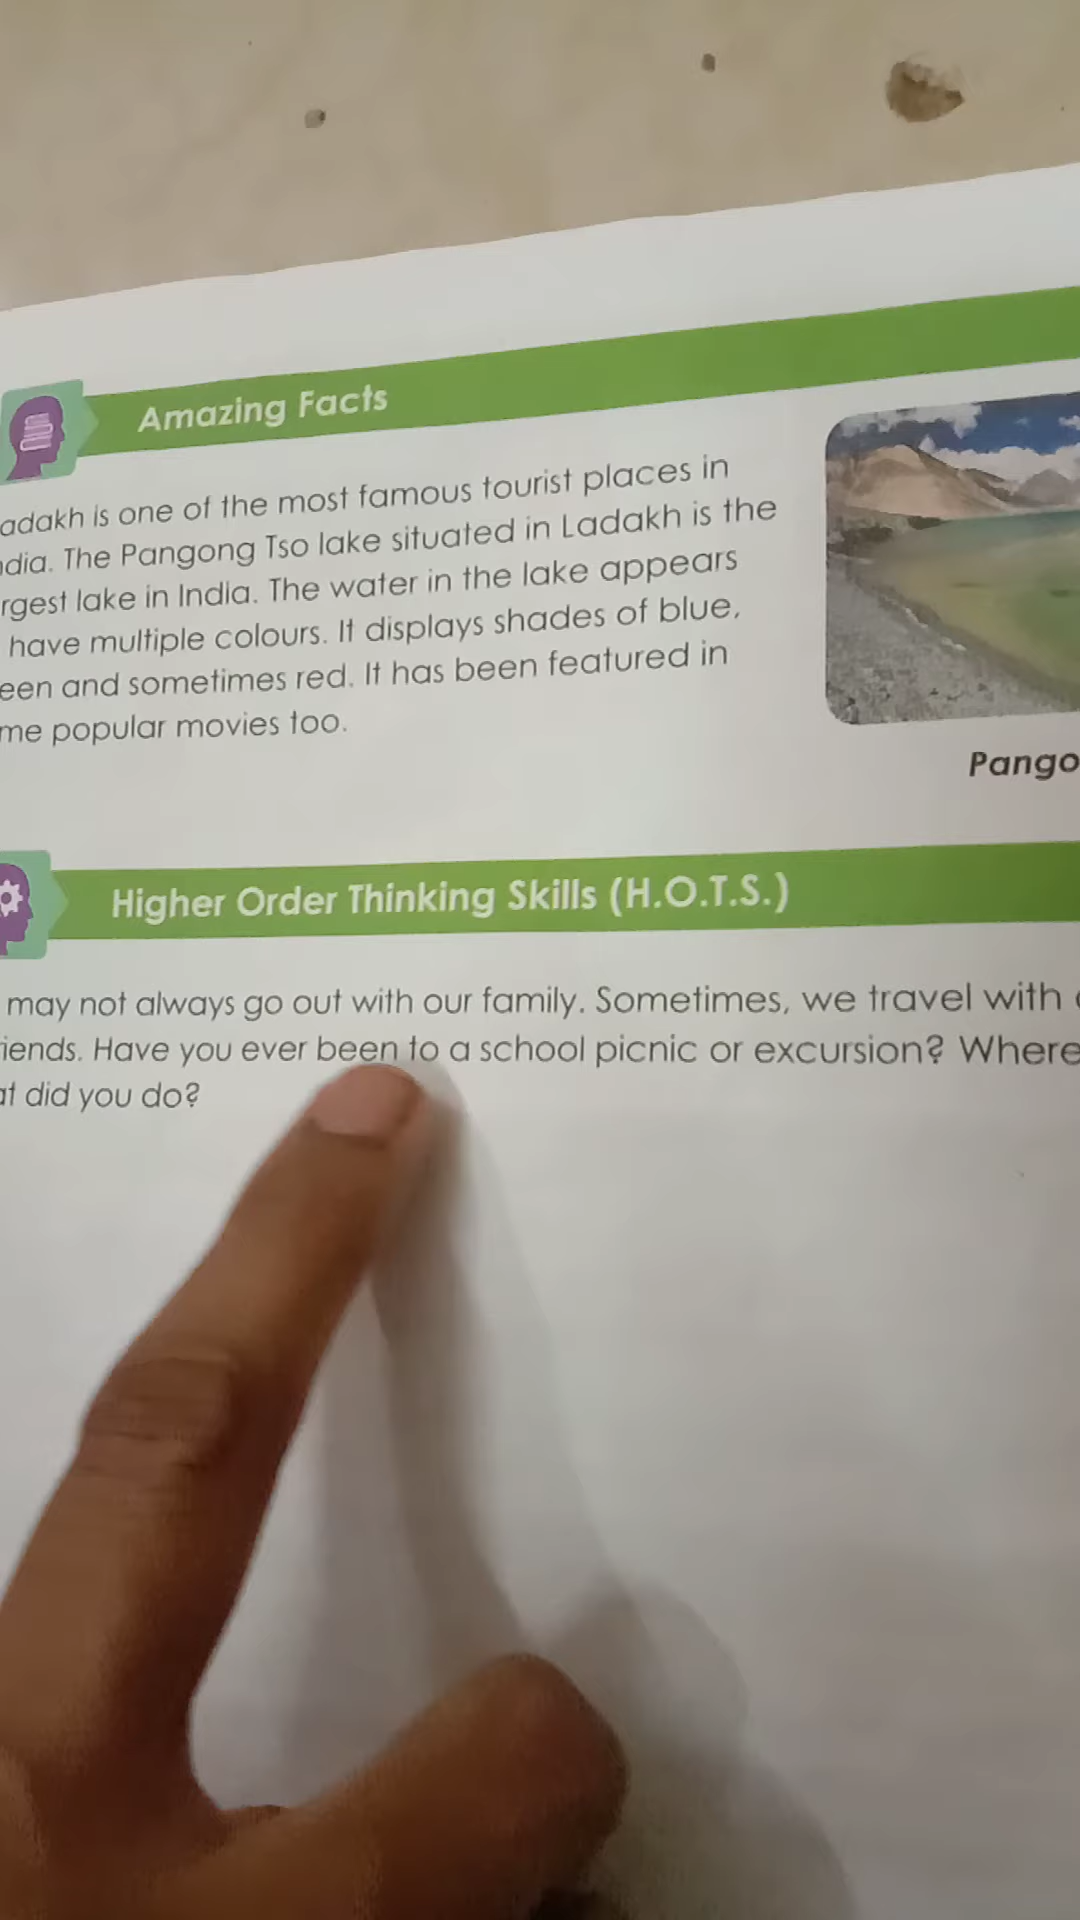 Amazing Facts
adakh is one of the most famous tourist places in
dia. The Pangong Tso lake situated in Ladakh is the
rgest lake in India. The water in the lake appears
have multiple colours. It displays shades of blue,
een and sometimes red. It has been featured in
me popular movies too.
Pango
Higher Order Thinking Skills (H.O.T.S.)
may not always go out with our family. Sometimes, we travel with
iends. Have you ever been to a school picnic or excursion? Where
at did you do?